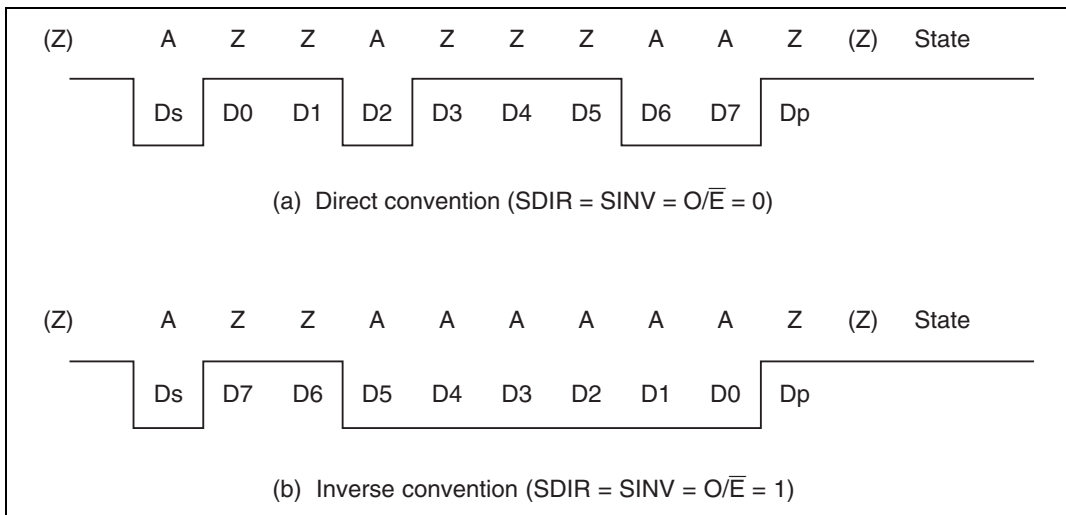 (Z) A Z Z A Z Z Z A A Z (Z) State
Ds D0 D1 D2 D3 D4 D5 D6 D7 Dp
(a) Direct convention (SDIR = SINV = O/E̅ = 0)
(Z) A Z Z A A A A A A Z (Z) State
Ds D7 D6 D5 D4 D3 D2 D1 D0 Dp
(b) Inverse convention (SDIR = SINV = O/E̅ = 1)